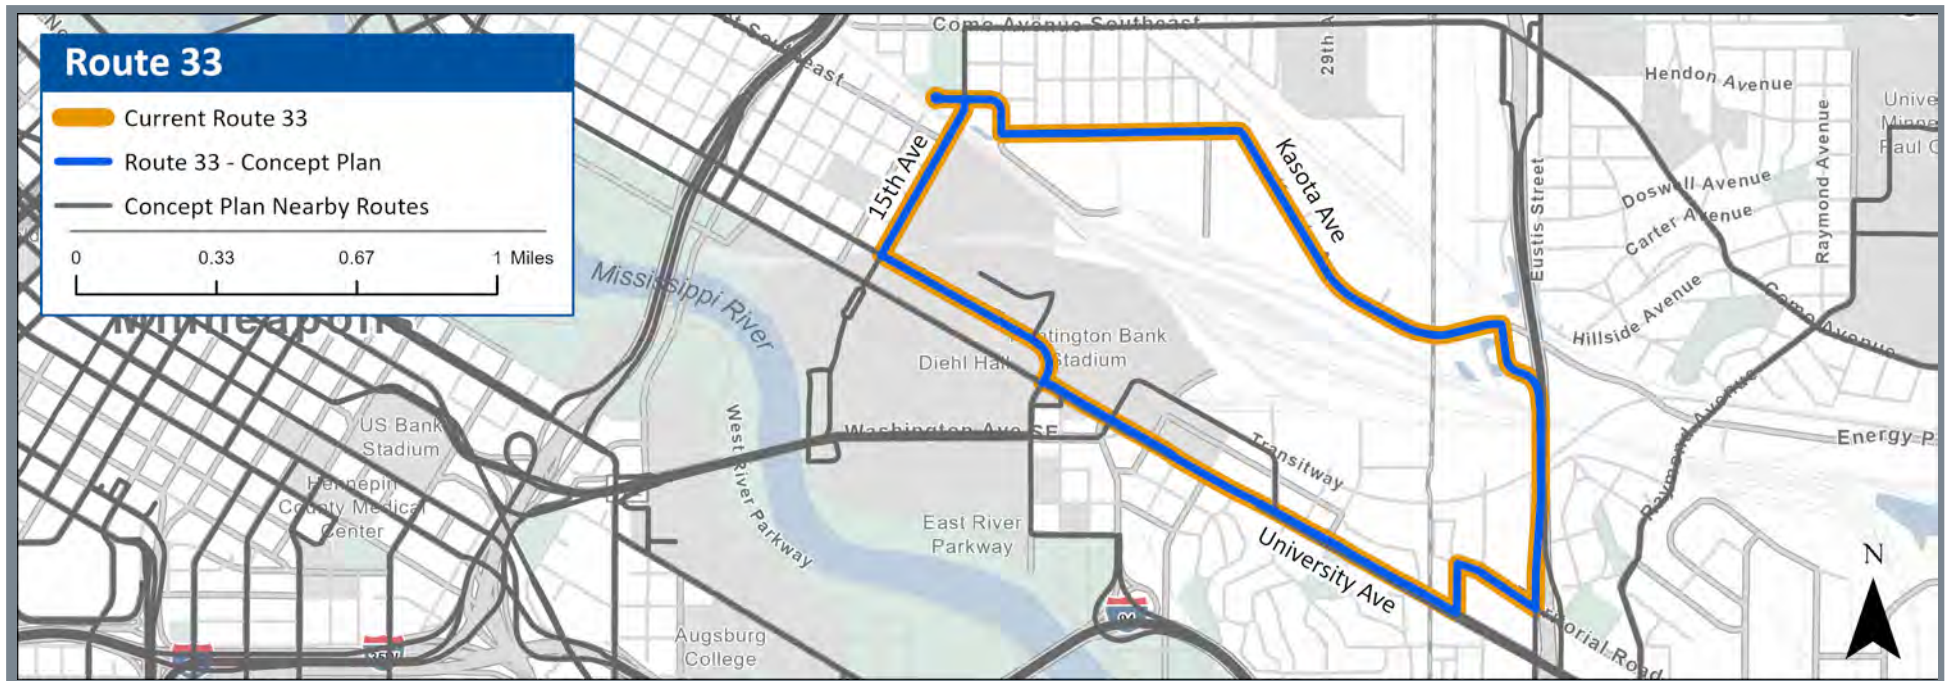 Route 33
Current Route 33
Route 33 - Concept Plan
Concept Plan Nearby Routes
0 0.33 0.67 1 Miles
Como Avenue Southeast
29th A
Hendon Avenue
Raymond Avenue
15th Ave
Kasota Ave
Eustis Street
Doswell Avenue
Carter Avenue
Hillside Avenue
Como Avenue
Mississippi River
Minneapolis
Diehl Hall
Stadium
US Bank
Stadium
West River Parkway
Washington Ave SE
Transitway
Raymond Avenue
Energy P
Hennepin
County Medical
Center
East River
Parkway
University Ave
N
94
Augsburg
College